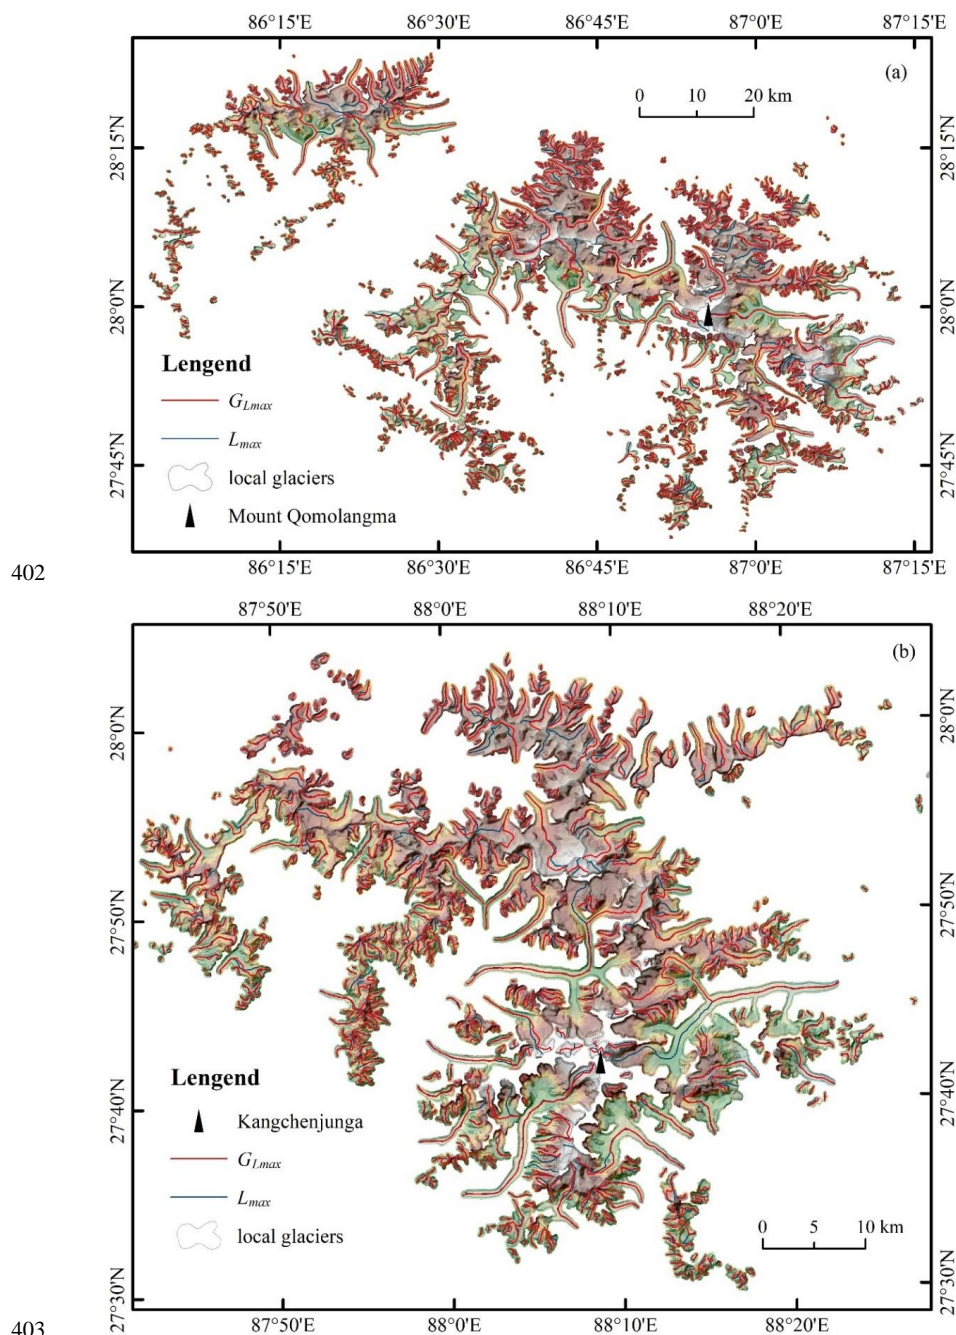 86°15'E 86°30'E 86°45'E 87°0'E 87°15'E
(a)
0 10 20 km
28°15'N 28°15'N
28°0'N 28°0'N
Lengend
G_Lmax
L_max
local glaciers
27°45'N 27°45'N
Mount Qomolangma
86°15'E 86°30'E 86°45'E 87°0'E 87°15'E
402
87°50'E 88°0'E 88°10'E 88°20'E
(b)
28°0'N 28°0'N
27°50'N 27°50'N
Lengend
Kangchenjunga
27°40'N 27°40'N
G_Lmax
L_max
local glaciers
0 5 10 km
27°30'N 27°30'N
87°50'E 88°0'E 88°10'E 88°20'E
403